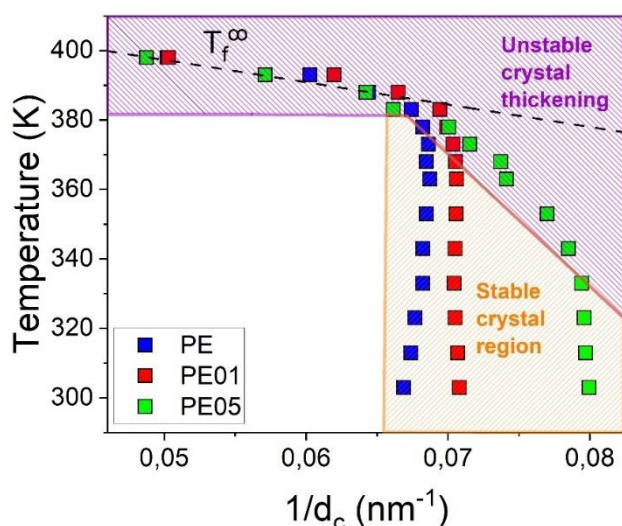 T_f^∞
Unstable
crystal
thickening
Temperature (K)
400
380
360
340
320
300
PE
PE01
PE05
Stable
crystal
region
0,05
0,06
0,07
0,08
1/d_c (nm⁻¹)